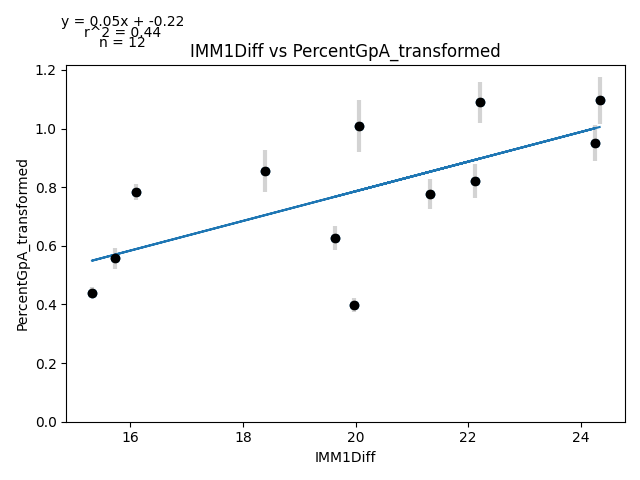 y = 0.05x + -0.22
r^2 = 0.44
n = 12
IMM1Diff vs PercentGpA_transformed
PercentGpA_transformed
1.2
1.0
0.8
0.6
0.4
0.2
0.0
16
18
20
22
24
IMM1Diff